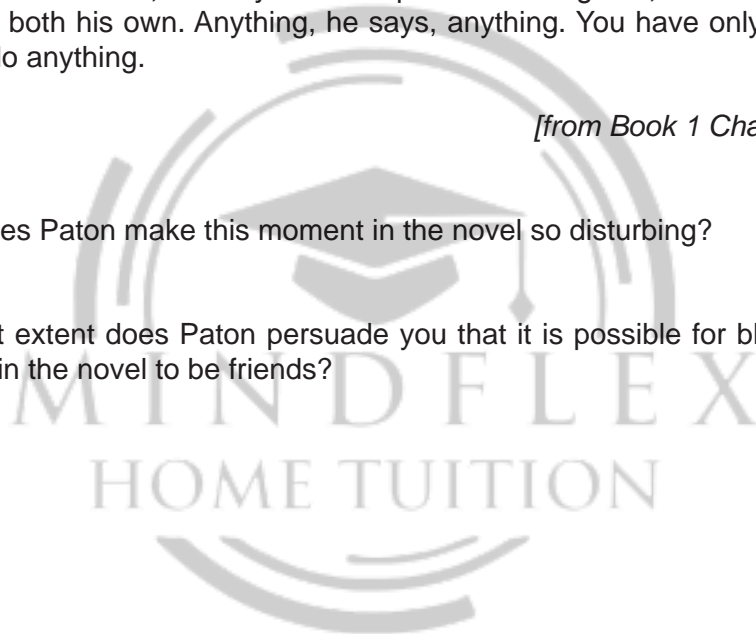 both his own. Anything, he says, anything. You have only
do anything.
[from Book 1 Cha
es Paton make this moment in the novel so disturbing?
t extent does Paton persuade you that it is possible for bl
in the novel to be friends?
MINDFLEX
HOME TUITION